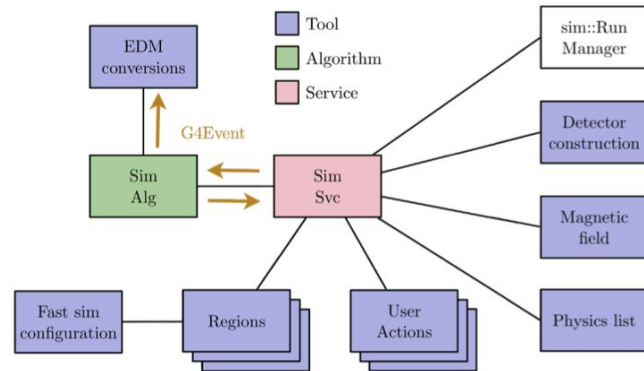 EDM
conversions
Tool
Algorithm
Service
sim::Run
Manager
G4Event
Detector
construction
Sim
Alg
Sim
Svc
Magnetic
field
Fast sim
configuration
Regions
User
Actions
Physics list